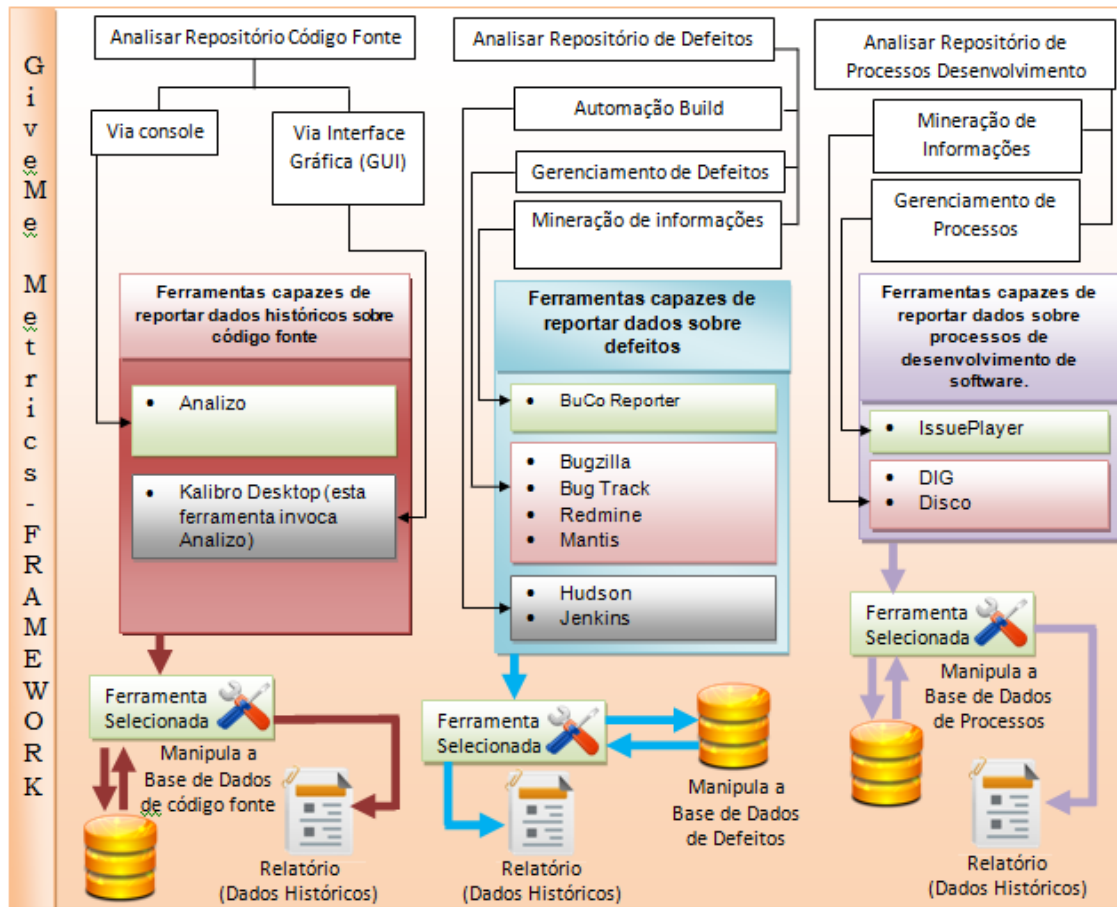 GiveMe Metrics-FRAMEWORK
Analisar Repositório Código Fonte
Via console
Via Interface
Gráfica (GUI)
Ferramentas capazes de
reportar dados históricos sobre
código fonte
• Analizo
• Kalibro Desktop (esta
ferramenta invoca
Analizo)
Ferramenta
Selecionada
Manipula a
Base de Dados
de código fonte
Relatório
(Dados Históricos)
Analisar Repositório de Defeitos
Automação Build
Gerenciamento de Defeitos
Mineração de informações
Ferramentas capazes de
reportar dados sobre
defeitos
• BuCo Reporter
• Bugzilla
• Bug Track
• Redmine
• Mantis
• Hudson
• Jenkins
Ferramenta
Selecionada
Manipula a
Base de Dados
de Defeitos
Relatório
(Dados Históricos)
Analisar Repositório de
Processos Desenvolvimento
Mineração de
Informações
Gerenciamento de
Processos
Ferramentas capazes de
reportar dados sobre
processos de
desenvolvimento de
software.
• IssuePlayer
• DIG
• Disco
Ferramenta
Selecionada
Manipula a
Base de Dados
de Processos
Relatório
(Dados Históricos)